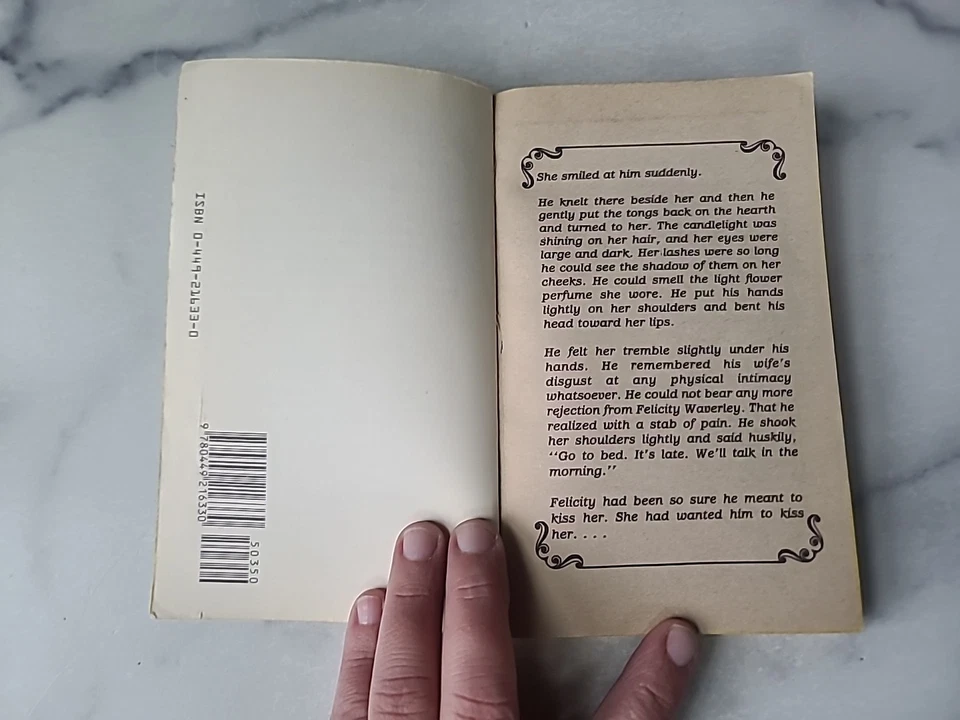 ISBN 0-449-21633-0
9 780449 216330
50350
She smiled at him suddenly.
He knelt there beside her and then he
gently put the tongs back on the hearth
and turned to her. The candlelight was
shining on her hair, and her eyes were
large and dark. Her lashes were so long
he could see the shadow of them on her
cheeks. He could smell the light flower
perfume she wore. He put his hands
lightly on her shoulders and bent his
head toward her lips.
He felt her tremble slightly under his
hands. He remembered his wife's
disgust at any physical intimacy
whatsoever. He could not bear any more
rejection from Felicity Waverley. That he
realized with a stab of pain. He shook
her shoulders lightly and said huskily,
“Go to bed. It's late. We'll talk in the
morning.”
Felicity had been so sure he meant to
kiss her. She had wanted him to kiss
her. . . .